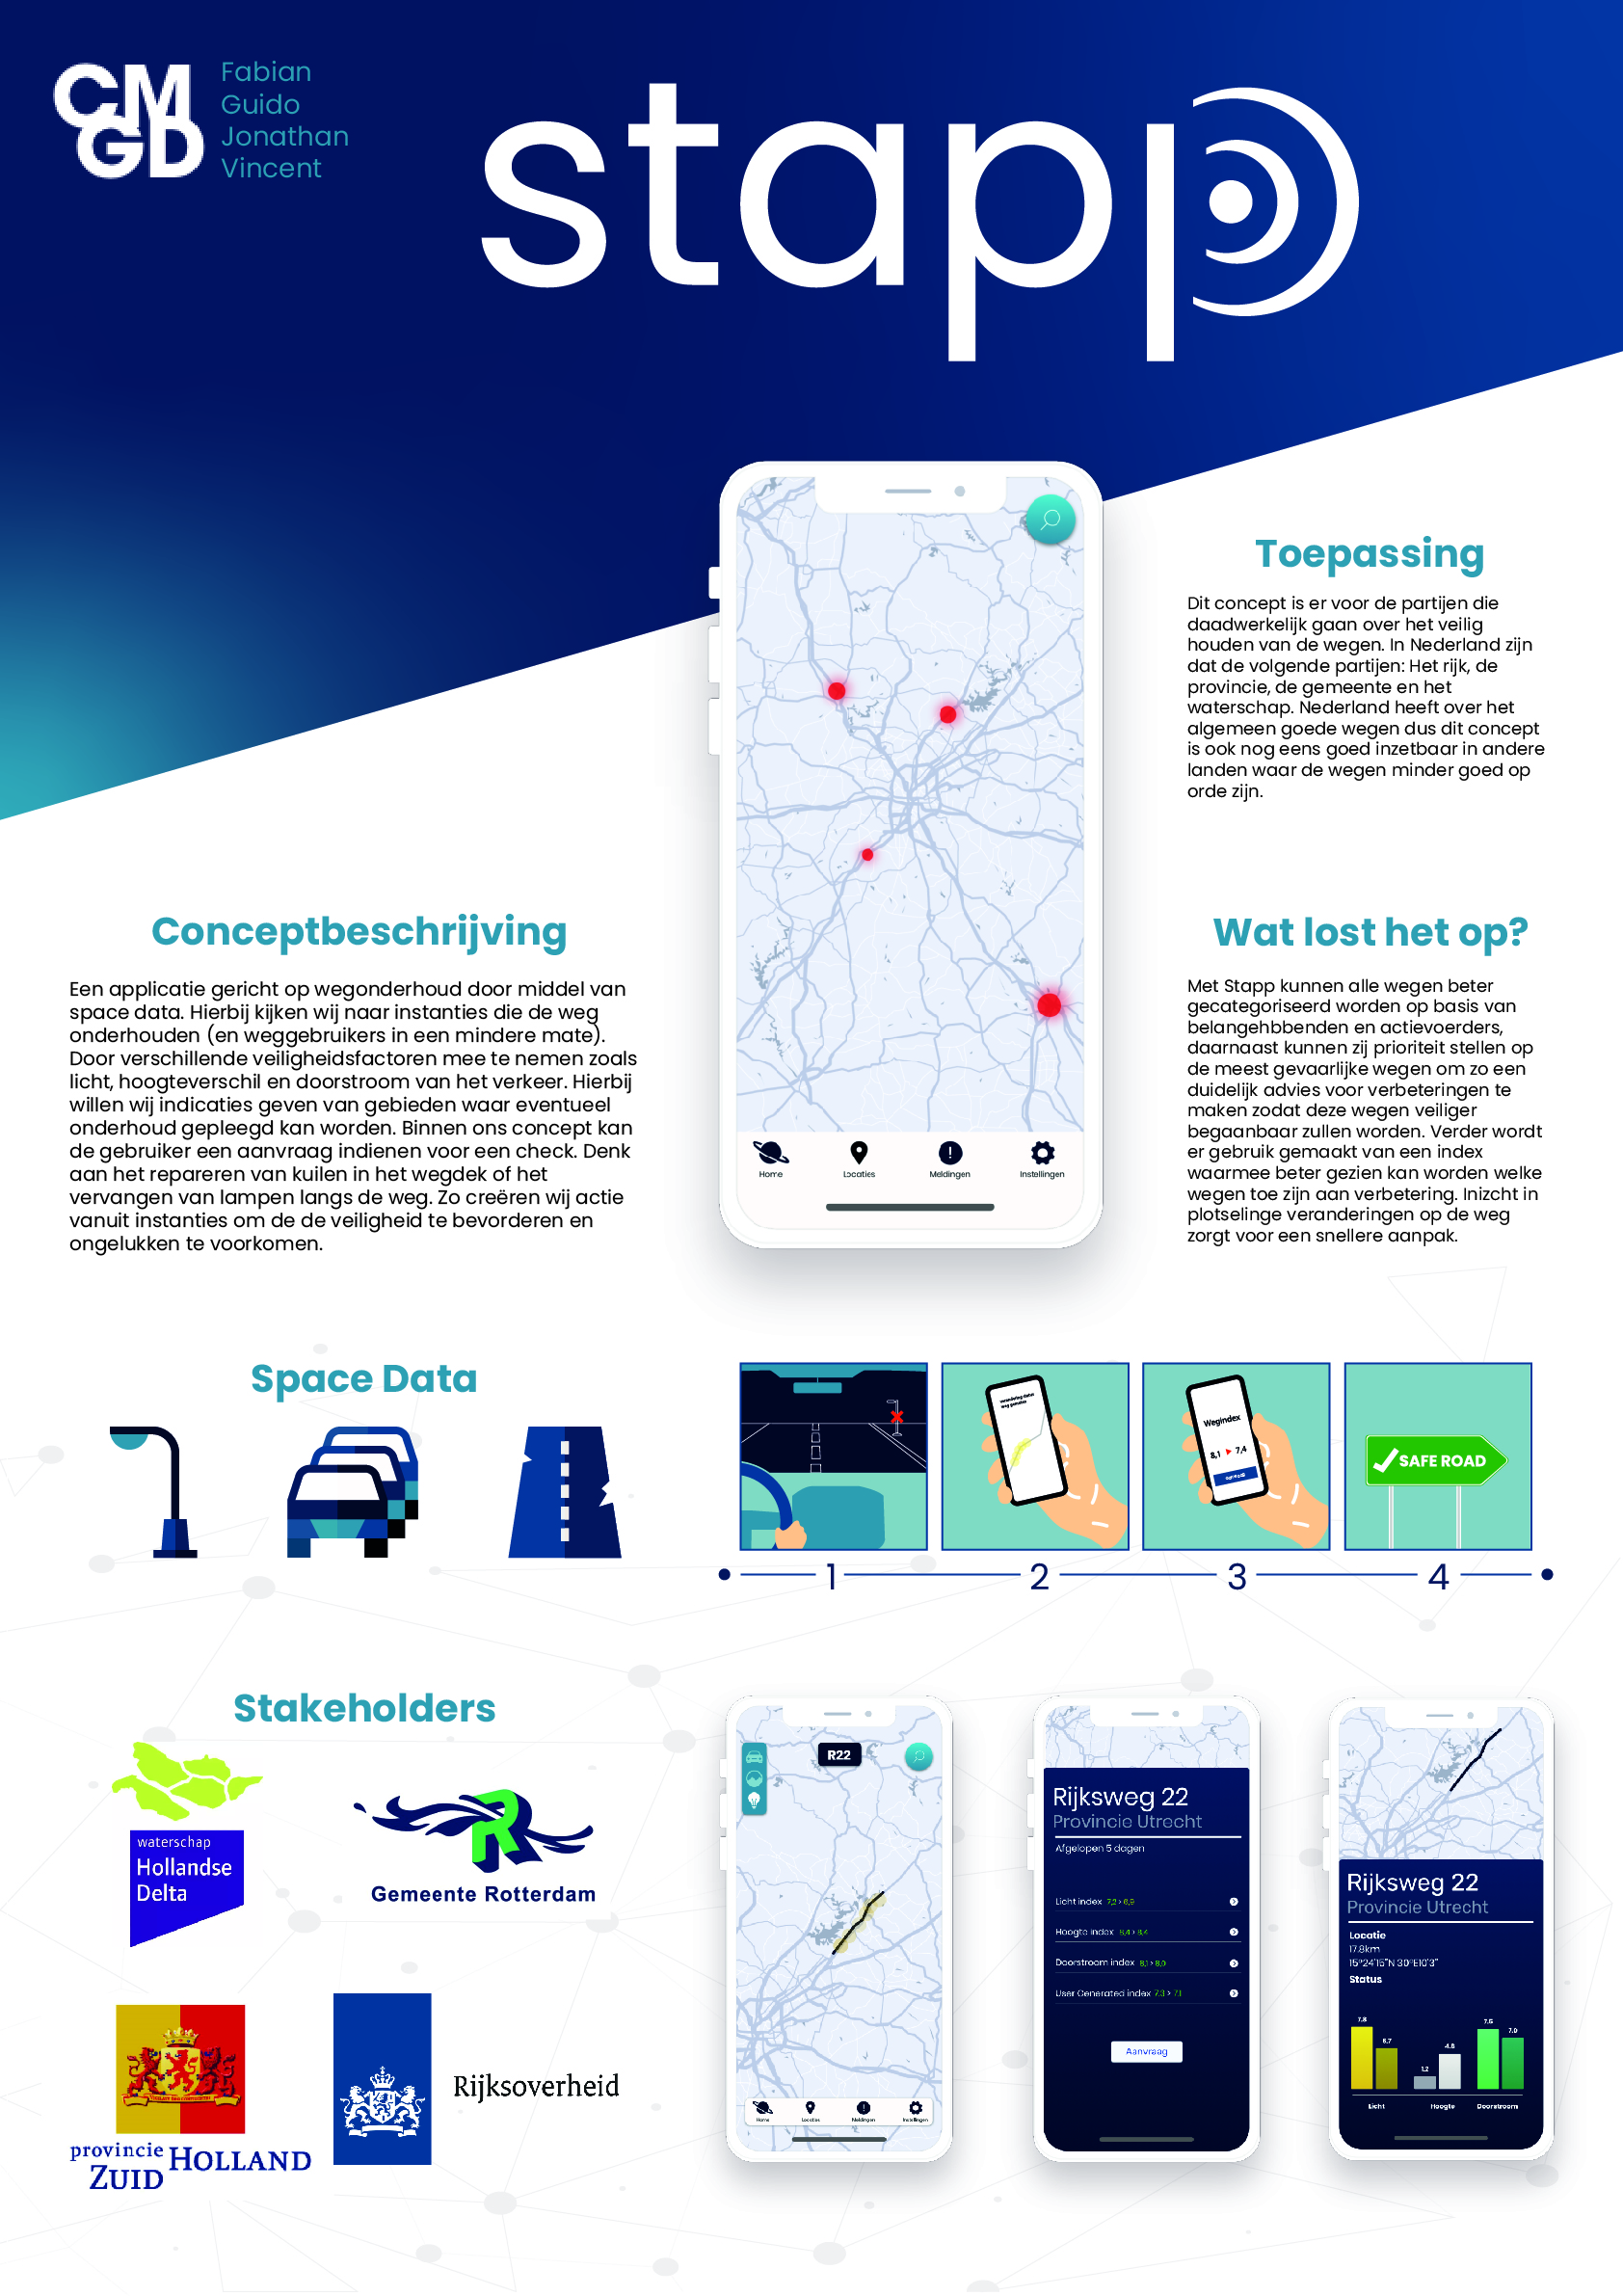 CM
GD
Fabian
Guido
Jonathan
Vincent
stapp
Toepassing
Dit concept is er voor de partijen die
daadwerkelijk gaan over het veilig
houden van de wegen. In Nederland zijn
dat de volgende partijen: Het rijk, de
provincie, de gemeente en het
waterschap. Nederland heeft over het
algemeen goede wegen dus dit concept
is ook nog eens goed inzetbaar in andere
landen waar de wegen minder goed op
orde zijn.
Conceptbeschrijving
Een applicatie gericht op wegonderhoud door middel van
space data. Hierbij kijken wij naar instanties die de weg
onderhouden (en weggebruikers in een mindere mate).
Door verschillende veiligheidsfactoren mee te nemen zoals
licht, hoogteverschil en doorstroom van het verkeer. Hierbij
willen wij indicaties geven van gebieden waar eventueel
onderhoud gepleegd kan worden. Binnen ons concept kan
de gebruiker een aanvraag indienen voor een check. Denk
aan het repareren van kuilen in het wegdek of het
vervangen van lampen langs de weg. Zo creëren wij actie
vanuit instanties om de de veiligheid te bevorderen en
ongelukken te voorkomen.
Home
Locaties
Meldingen
Instellingen
Wat lost het op?
Met Stapp kunnen alle wegen beter
gecategoriseerd worden op basis van
belangehbbenden en actievoerders,
daarnaast kunnen zij prioriteit stellen op
de meest gevaarlijke wegen om zo een
duidelijk advies voor verbeteringen te
maken zodat deze wegen veiliger
begaanbaar zullen worden. Verder wordt
er gebruik gemaakt van een index
waarmee beter gezien kan worden welke
wegen toe zijn aan verbetering. Inizcht in
plotselinge veranderingen op de weg
zorgt voor een snellere aanpak.
Space Data
Wegindex
8,1 7,4
SAFE ROAD
1
2
3
4
Stakeholders
waterschap
Hollandse
Delta
Gemeente Rotterdam
provincie
ZUID HOLLAND
Rijksoverheid
R22
Home
Locaties
Meldingen
Instellingen
Rijksweg 22
Provincie Utrecht
Afgelopen 5 dagen
Licht index 7,2 > 6,9
Hoogte index 8,4 > 8,4
Doorstroom index 8,1 > 8,0
User Generated index 7.3 > 7,1
Aanvraag
Rijksweg 22
Provincie Utrecht
Locatie
17.8km
15°24'15"N 30°E10'3"
Status
7.8
1.2
4.8
7.5
7.0
Licht
Hoogte
Doorstroom